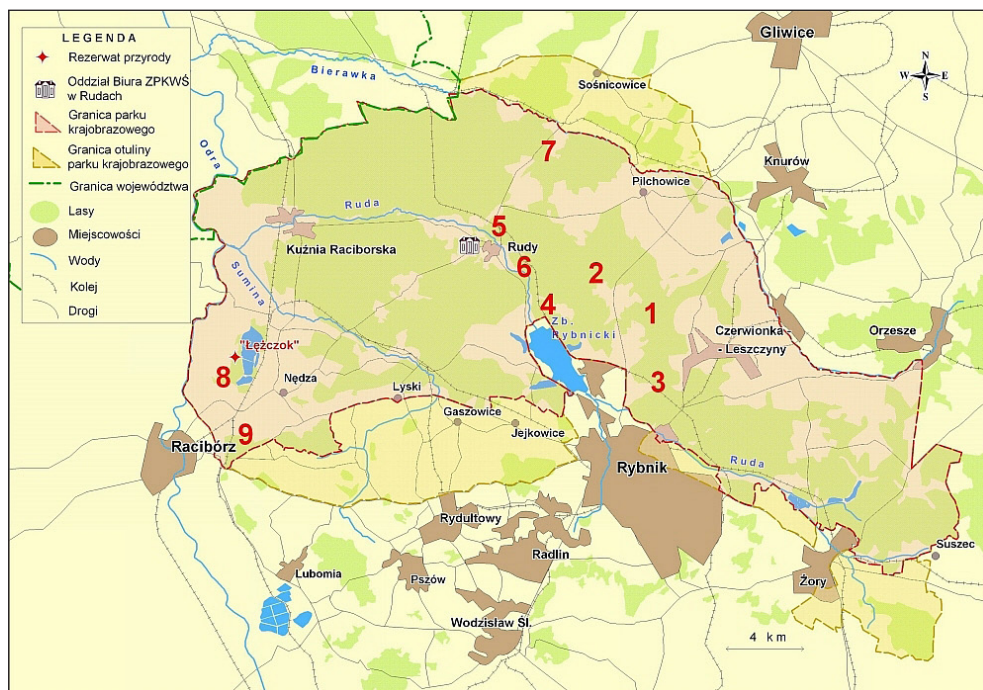 LEGENDA
Rezerwat przyrody
Oddział Biura ZPKWŚ
w Rudach
Granica parku
krajobrazowego
Granica otuliny
parku krajobrazowego
Granica województwa
Lasy
Miejscowości
Wody
Kolej
Drogi
Gliwice
Bierawka
Sośnicowice
N
W E
S
Odra
7
Knurów
Pilchowice
Ruda
5
Kuźnia Raciborska
Rudy
6
2
Sumina
4
1
Zb.
Rybnicki
Czerwionka -
- Leszczyny
Orzesze
"Łężczok"
8
Nędza
Łyski
3
Gaszowice
Jejkowice
9
Racibórz
Rybnik
Ruda
Rydułtowy
Radlin
Suszec
Lubomia
Pszów
Żory
Wodzisław Śl.
4 km